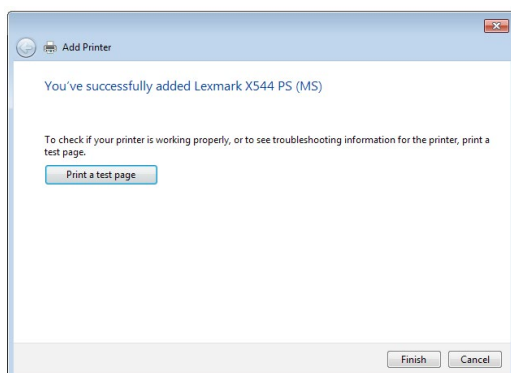 Add Printer
You've successfully added Lexmark X544 PS (MS)
To check if your printer is working properly, or to see troubleshooting information for the printer, print a
test page.
Print a test page
Finish Cancel